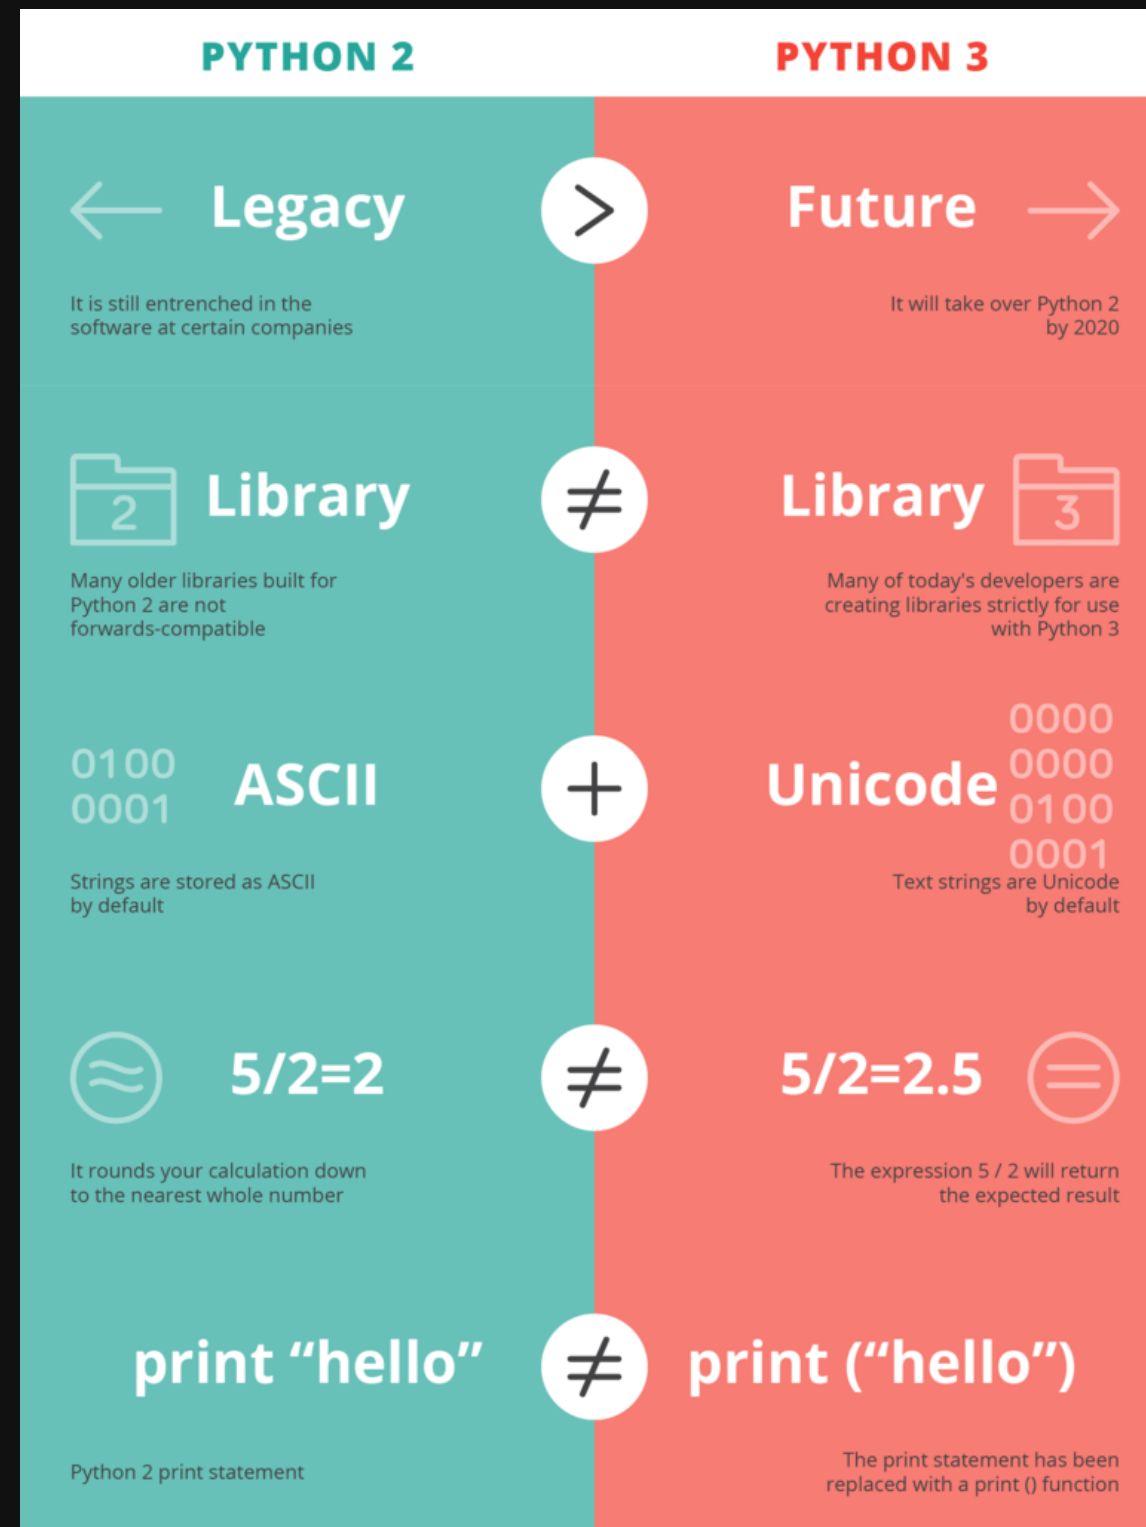 PYTHON 2
PYTHON 3
Legacy
>
Future
It is still entrenched in the
software at certain companies
It will take over Python 2
by 2020
2
Library
≠
Library
3
Many older libraries built for
Python 2 are not
forwards-compatible
Many of today's developers are
creating libraries strictly for use
with Python 3
0100
0001
ASCII
+
Unicode
0000
0000
0100
0001
Strings are stored as ASCII
by default
Text strings are Unicode
by default
≈
5/2=2
≠
5/2=2.5
=
It rounds your calculation down
to the nearest whole number
The expression 5 / 2 will return
the expected result
print “hello”
≠
print (“hello”)
Python 2 print statement
The print statement has been
replaced with a print () function